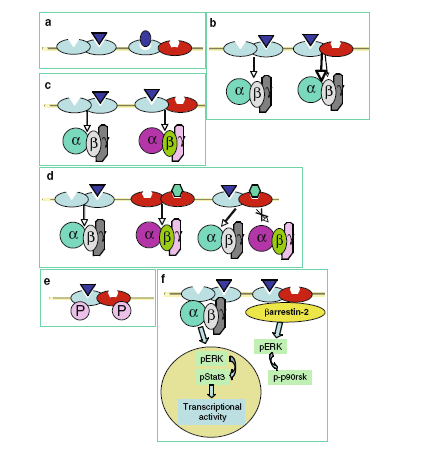 a
b
α β γ
α β γ
c
α β γ
α β γ
d
α β γ
α β γ
α β γ
α β γ
e
P P
f
α β γ
βarrestin-2
pERK
pStat3
Transcriptional
activity
pERK
p-p90rsk